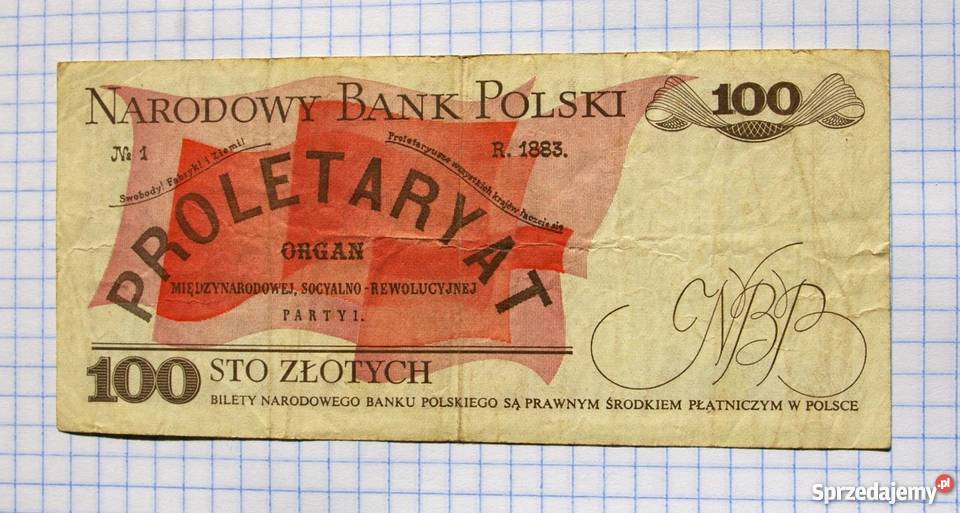 NARODOWY BANK POLSKI
100
№ 1
R. 1883.
Swobody! Fabryk! i Ziemi!
Proletaryusze wszystkich krajów łączcie się
PROLETARYAT
ORGAN
MIĘDZYNARODOWEJ, SOCYALNO-REWOLUCYJNEJ
PARTYI.
NBP
100 STO ZŁOTYCH
BILETY NARODOWEGO BANKU POLSKIEGO SĄ PRAWNYM ŚRODKIEM PŁATNICZYM W POLSCE
Sprzedajemy.pl